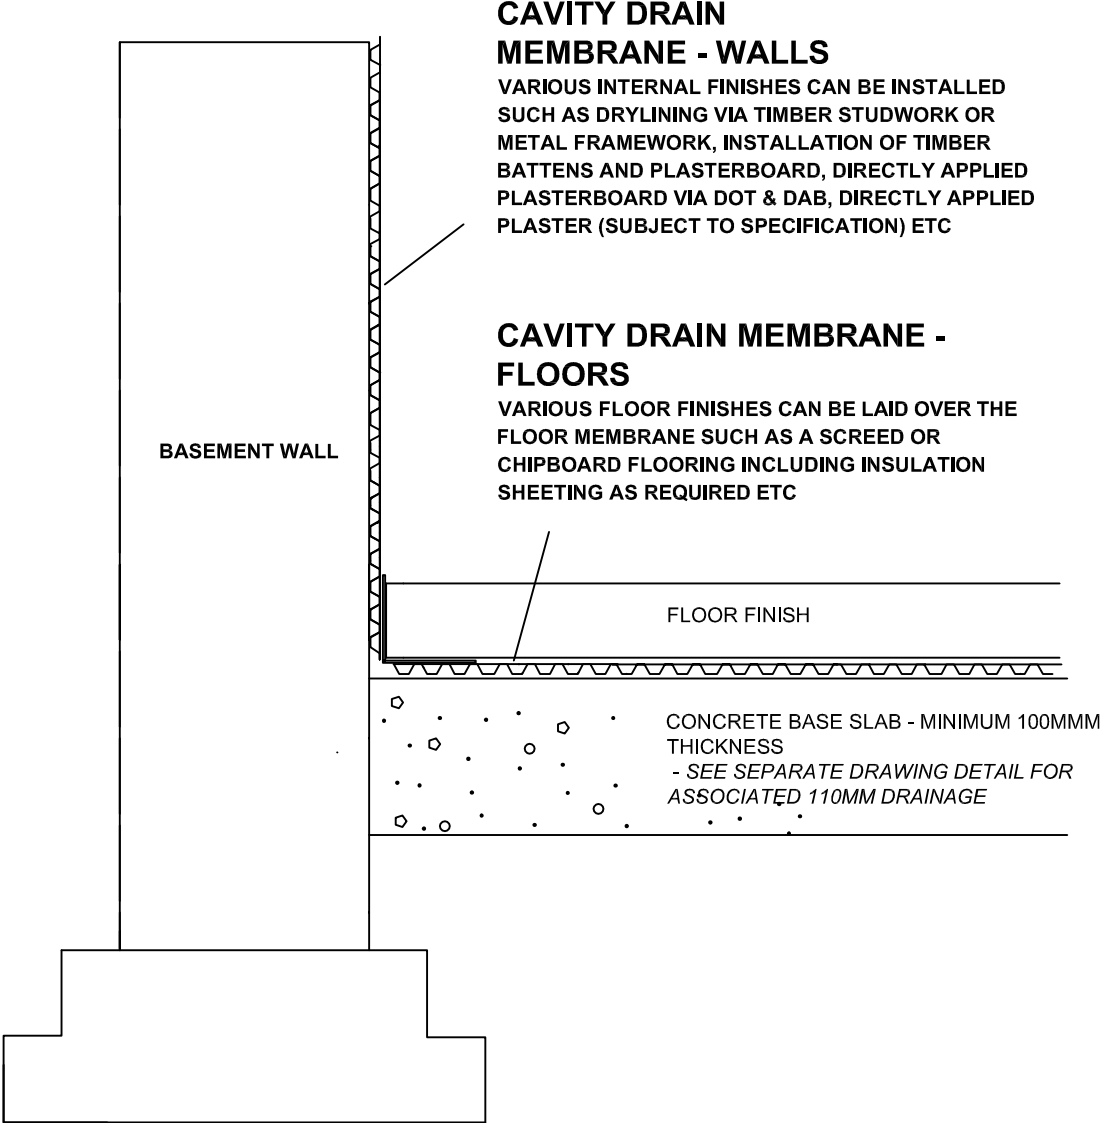 CAVITY DRAIN
MEMBRANE - WALLS
VARIOUS INTERNAL FINISHES CAN BE INSTALLED
SUCH AS DRYLINING VIA TIMBER STUDWORK OR
METAL FRAMEWORK, INSTALLATION OF TIMBER
BATTENS AND PLASTERBOARD, DIRECTLY APPLIED
PLASTERBOARD VIA DOT & DAB, DIRECTLY APPLIED
PLASTER (SUBJECT TO SPECIFICATION) ETC
CAVITY DRAIN MEMBRANE -
FLOORS
VARIOUS FLOOR FINISHES CAN BE LAID OVER THE
FLOOR MEMBRANE SUCH AS A SCREED OR
CHIPBOARD FLOORING INCLUDING INSULATION
SHEETING AS REQUIRED ETC
BASEMENT WALL
FLOOR FINISH
CONCRETE BASE SLAB - MINIMUM 100MMM
THICKNESS
- SEE SEPARATE DRAWING DETAIL FOR
ASSOCIATED 110MM DRAINAGE